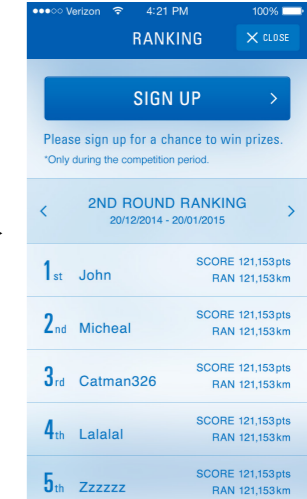 Verizon 4:21 PM 100%
RANKING
CLOSE
SIGN UP
Please sign up for a chance to win prizes.
*Only during the competition period.
2ND ROUND RANKING
20/12/2014 - 20/01/2015
1st John SCORE 121,153pts
RAN 121,153km
2nd Micheal SCORE 121,153pts
RAN 121,153km
3rd Catman326 SCORE 121,153pts
RAN 121,153km
4th Lalalal SCORE 121,153pts
RAN 121,153km
5th Zzzzzz SCORE 121,153pts
RAN 121,153km